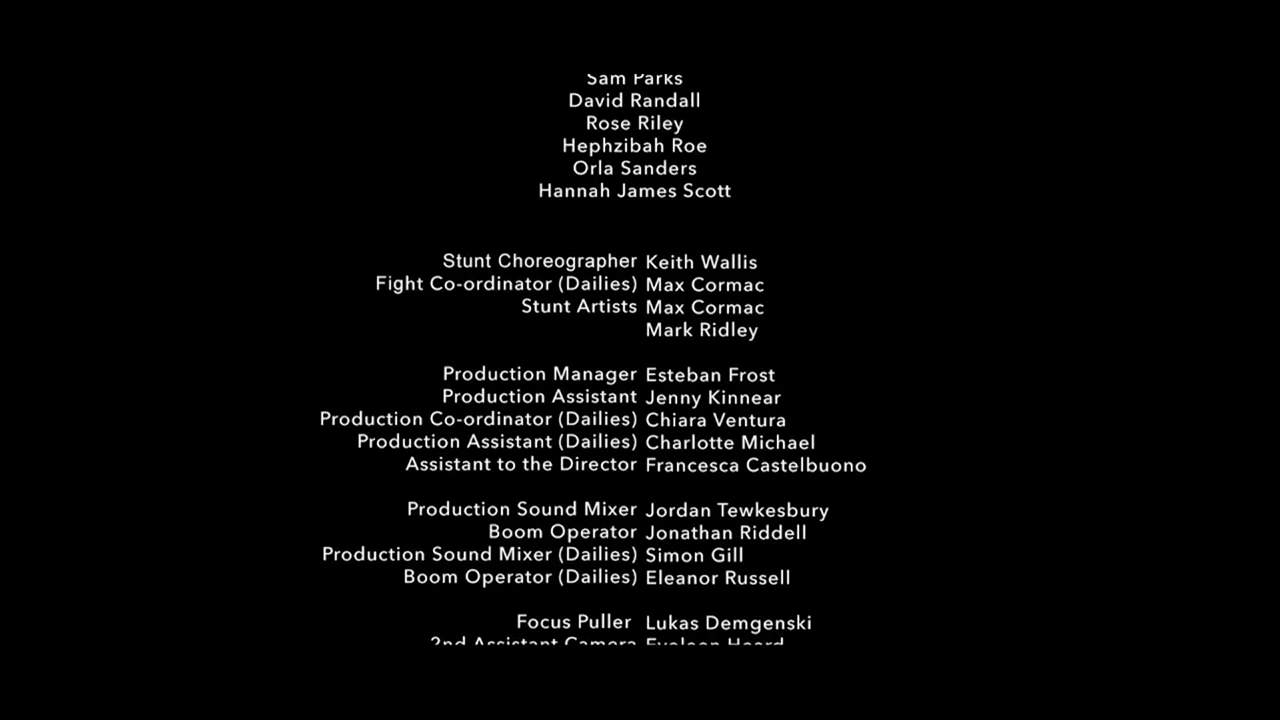 Sam Parks
David Randall
Rose Riley
Hephzibah Roe
Orla Sanders
Hannah James Scott
Stunt Choreographer Keith Wallis
Fight Co-ordinator (Dailies) Max Cormac
Stunt Artists Max Cormac
Mark Ridley
Production Manager Esteban Frost
Production Assistant Jenny Kinnear
Production Co-ordinator (Dailies) Chiara Ventura
Production Assistant (Dailies) Charlotte Michael
Assistant to the Director Francesca Castelbuono
Production Sound Mixer Jordan Tewkesbury
Boom Operator Jonathan Riddell
Production Sound Mixer (Dailies) Simon Gill
Boom Operator (Dailies) Eleanor Russell
Focus Puller Lukas Demgenski
2nd Assistant Camera